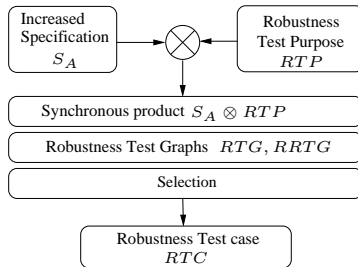 Increased
Specification
S_A
Robustness
Test Purpose
RTP
Synchronous product S_A ⊗ RTP
Robustness Test Graphs RTG, RRTG
Selection
Robustness Test case
RTC